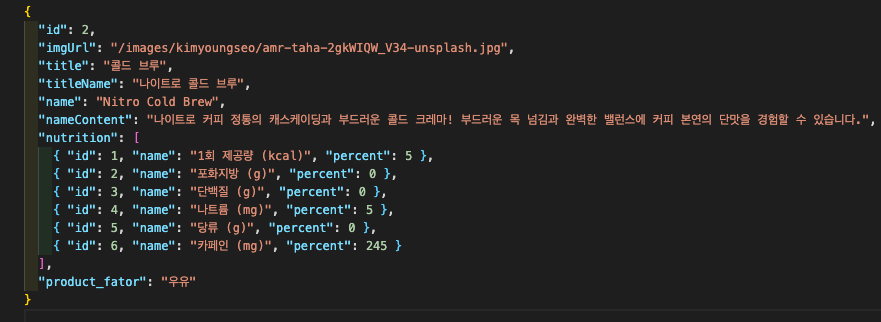 {
"id": 2,
"imgUrl": "/images/kimyoungseo/amr-taha-2gkWIQW_V34-unsplash.jpg",
"title": "콜드 브루",
"titleName": "나이트로 콜드 브루",
"name": "Nitro Cold Brew",
"nameContent": "나이트로 커피 정통의 캐스케이딩과 부드러운 콜드 크레마! 부드러운 목 넘김과 완벽한 밸런스에 커피 본연의 단맛을 경험할 수 있습니다.",
"nutrition": [
{ "id": 1, "name": "1회 제공량 (kcal)", "percent": 5 },
{ "id": 2, "name": "포화지방 (g)", "percent": 0 },
{ "id": 3, "name": "단백질 (g)", "percent": 0 },
{ "id": 4, "name": "나트륨 (mg)", "percent": 5 },
{ "id": 5, "name": "당류 (g)", "percent": 0 },
{ "id": 6, "name": "카페인 (mg)", "percent": 245 }
],
"product_fator": "우유"
}